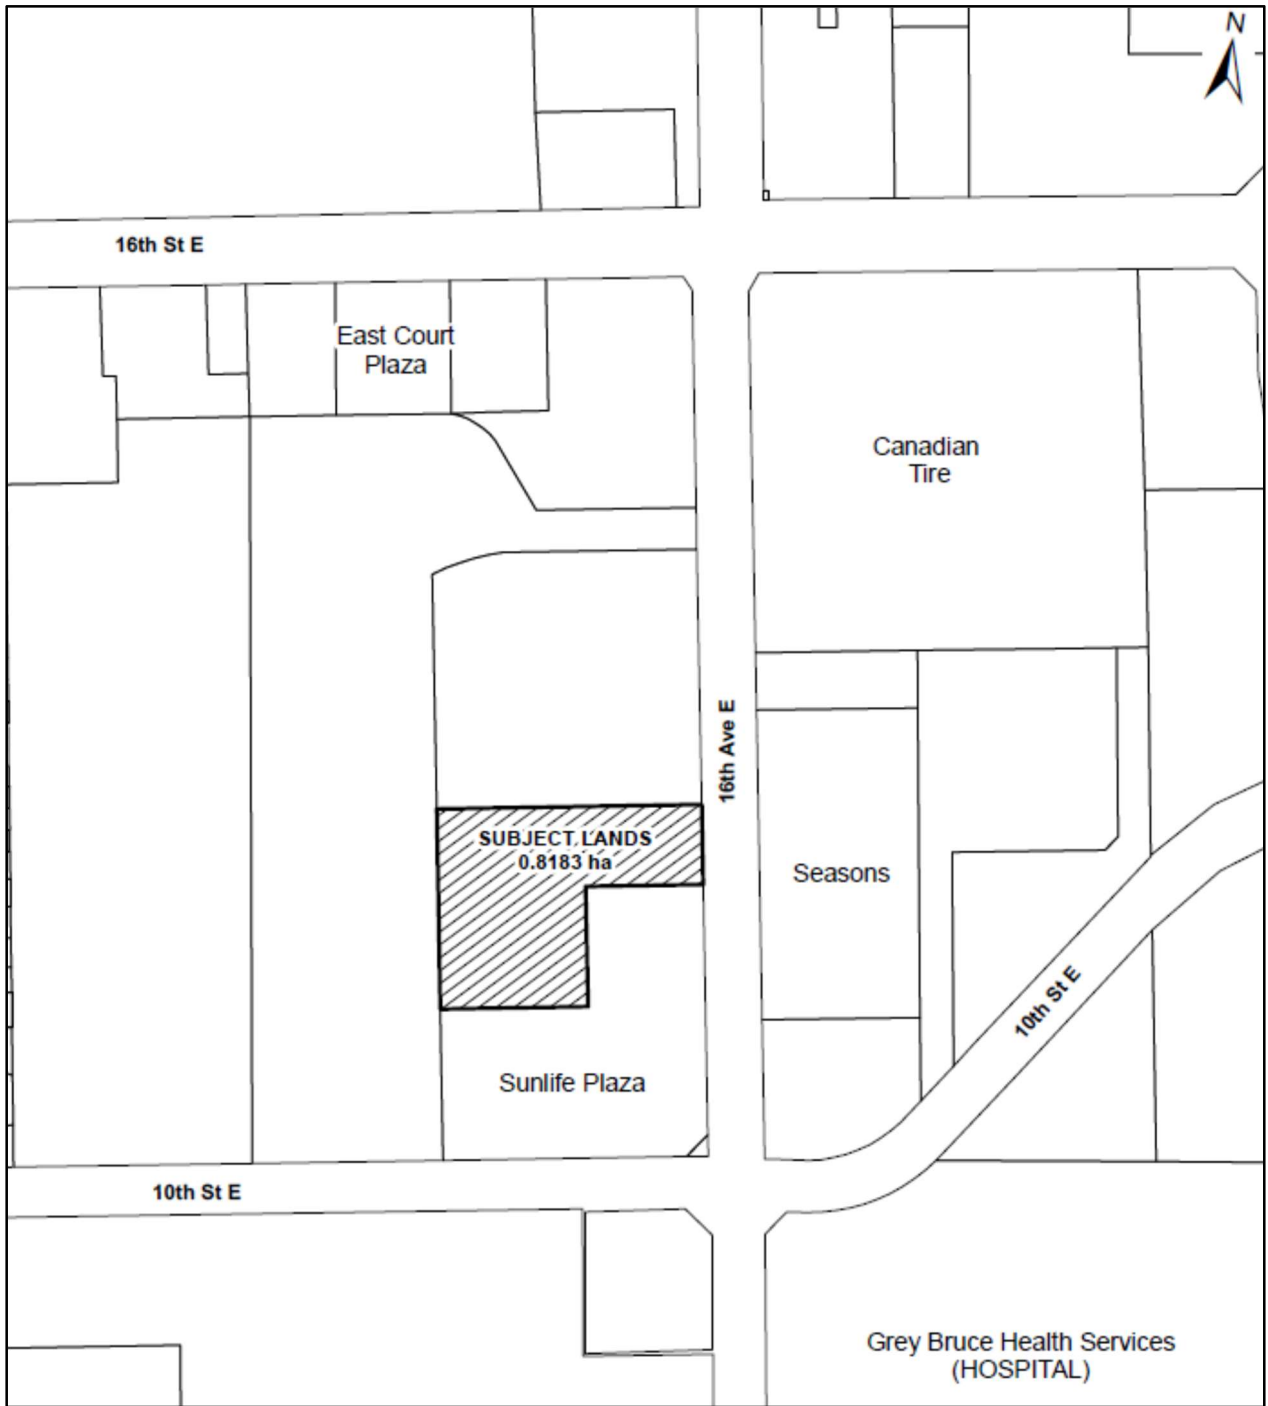 N
16th St E
East Court
Plaza
Canadian
Tire
16th Ave E
SUBJECT LANDS
0.8183 ha
Seasons
10th St E
Sunlife Plaza
10th St E
Grey Bruce Health Services
(HOSPITAL)